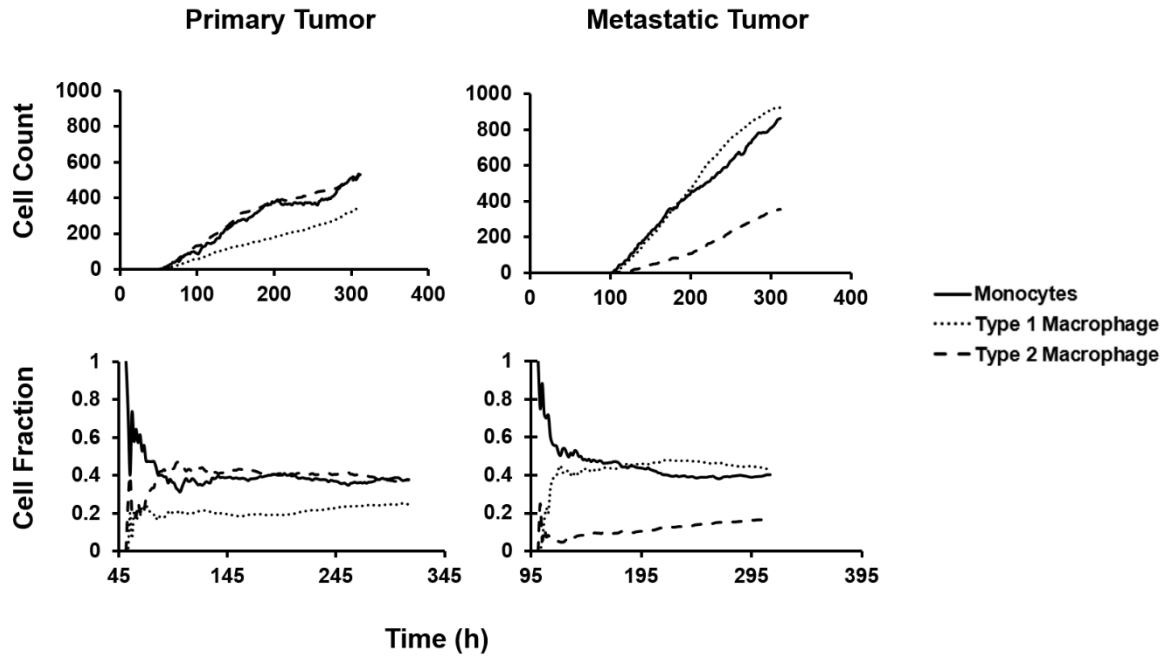 Primary Tumor
Metastatic Tumor
Cell Count
1000
800
600
400
200
0
0 100 200 300 400
1000
800
600
400
200
0
0 100 200 300 400
Monocytes
Type 1 Macrophage
Type 2 Macrophage
Cell Fraction
1
0.8
0.6
0.4
0.2
0
45 145 245 345
1
0.8
0.6
0.4
0.2
0
95 195 295 395
Time (h)